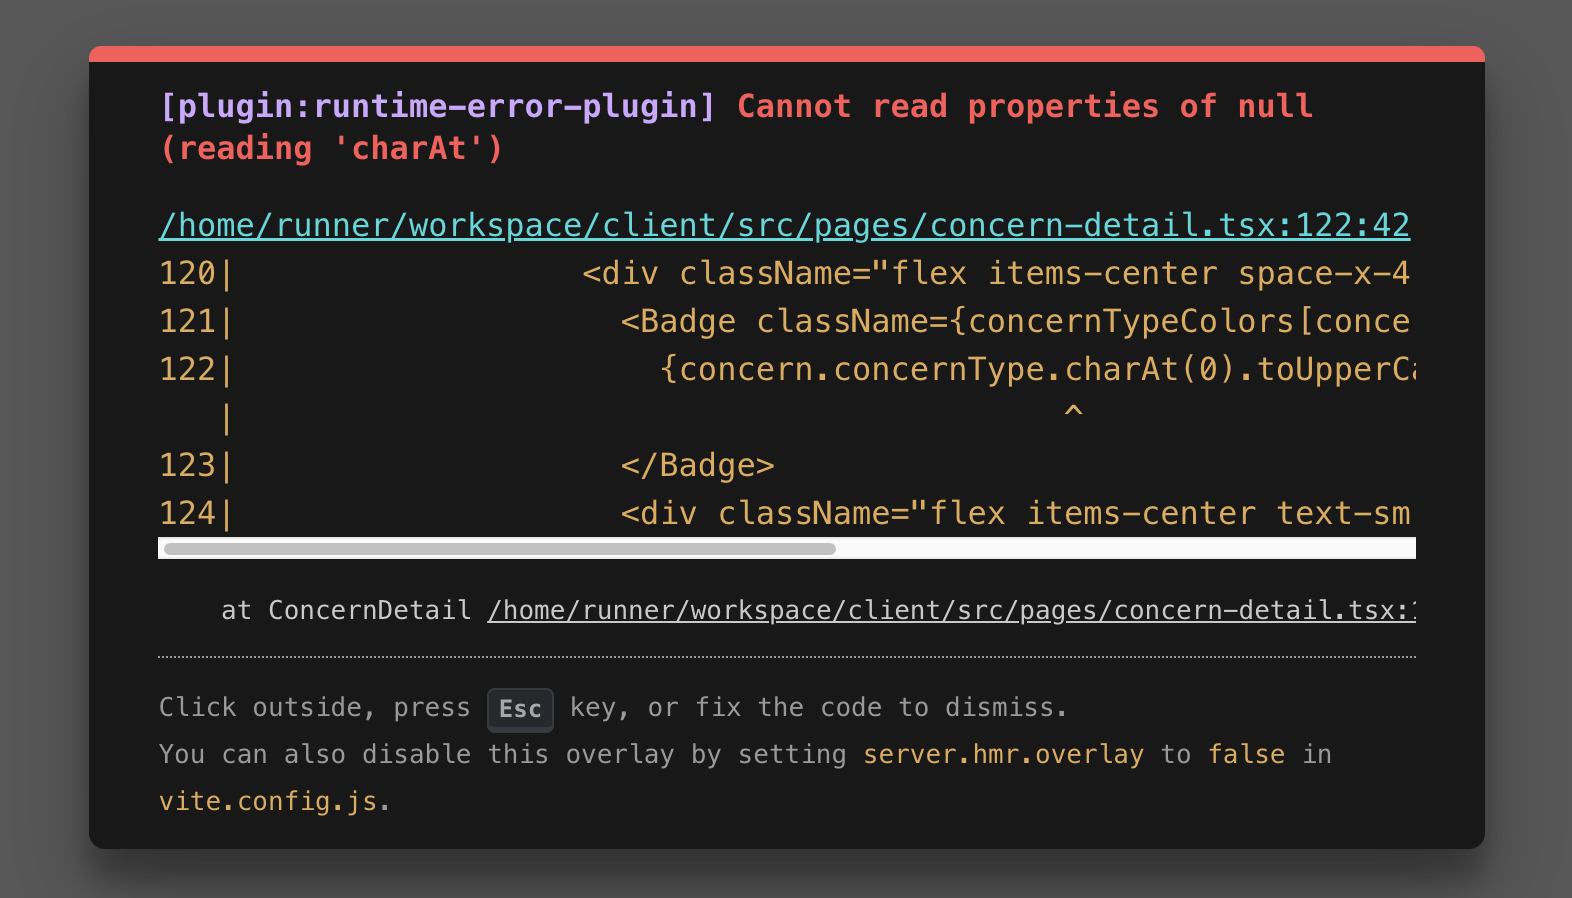 [plugin:runtime-error-plugin] Cannot read properties of null
(reading 'charAt')
/home/runner/workspace/client/src/pages/concern-detail.tsx:122:42
120|                  <div className="flex items-center space-x-4
121|                    <Badge className={concernTypeColors[conce
122|                      {concern.concernType.charAt(0).toUpperCa
   |                                           ^
123|                    </Badge>
124|                    <div className="flex items-center text-sm
at ConcernDetail /home/runner/workspace/client/src/pages/concern-detail.tsx:1
Click outside, press Esc key, or fix the code to dismiss.
You can also disable this overlay by setting server.hmr.overlay to false in
vite.config.js.